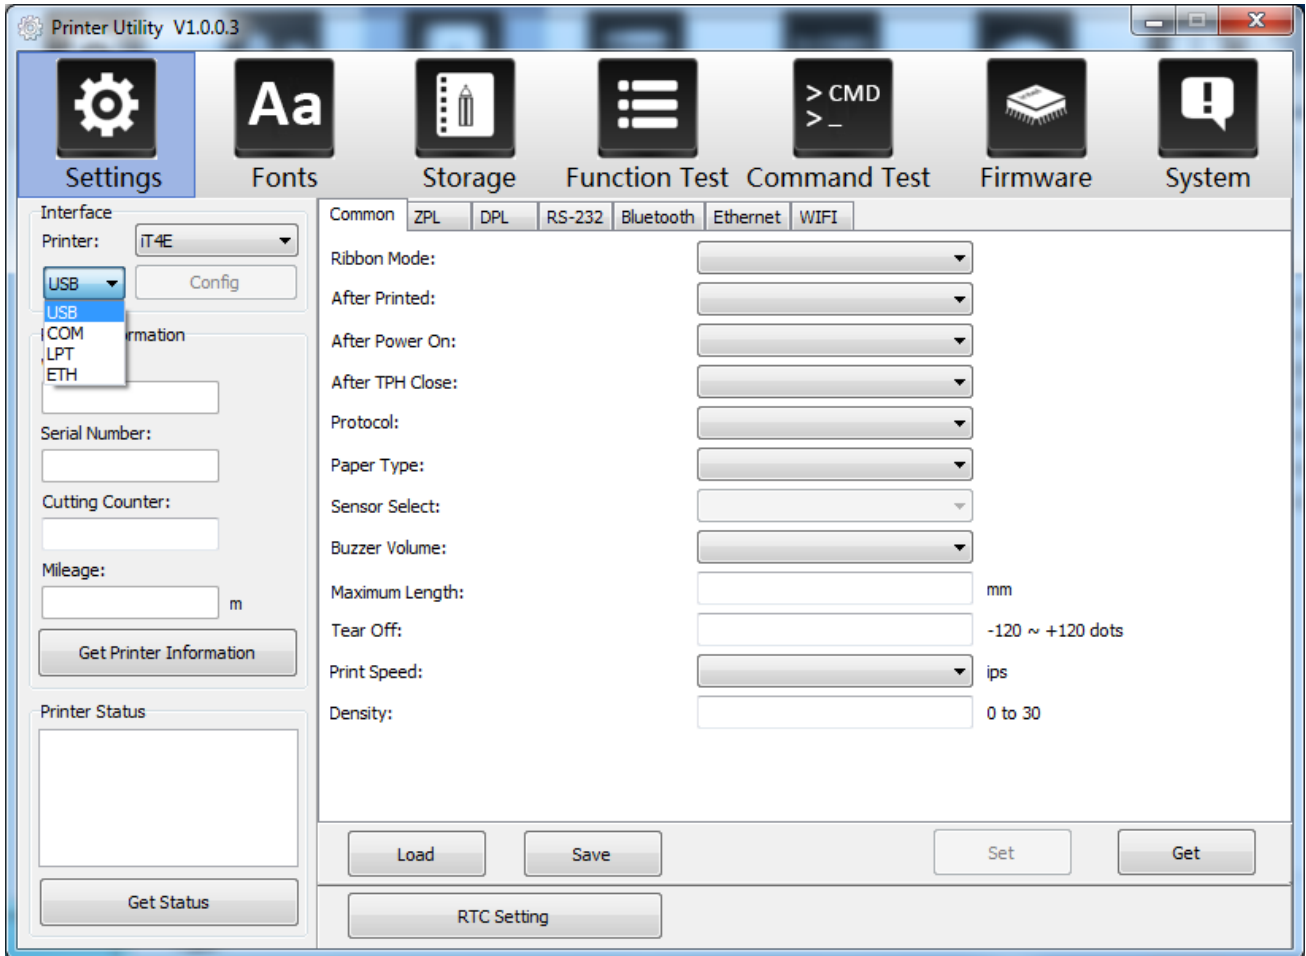 Printer Utility V1.0.0.3
Aa
> CMD
> _
Settings
Fonts
Storage
Function Test
Command Test
Firmware
System
Interface
Printer: iT4E
USB Config
USB
COM
LPT
ETH
rmation
Serial Number:
Cutting Counter:
Mileage:
m
Get Printer Information
Printer Status
Get Status
Common ZPL DPL RS-232 Bluetooth Ethernet WIFI
Ribbon Mode:
After Printed:
After Power On:
After TPH Close:
Protocol:
Paper Type:
Sensor Select:
Buzzer Volume:
Maximum Length: mm
Tear Off: -120 ~ +120 dots
Print Speed: ips
Density: 0 to 30
Load Save Set Get
RTC Setting